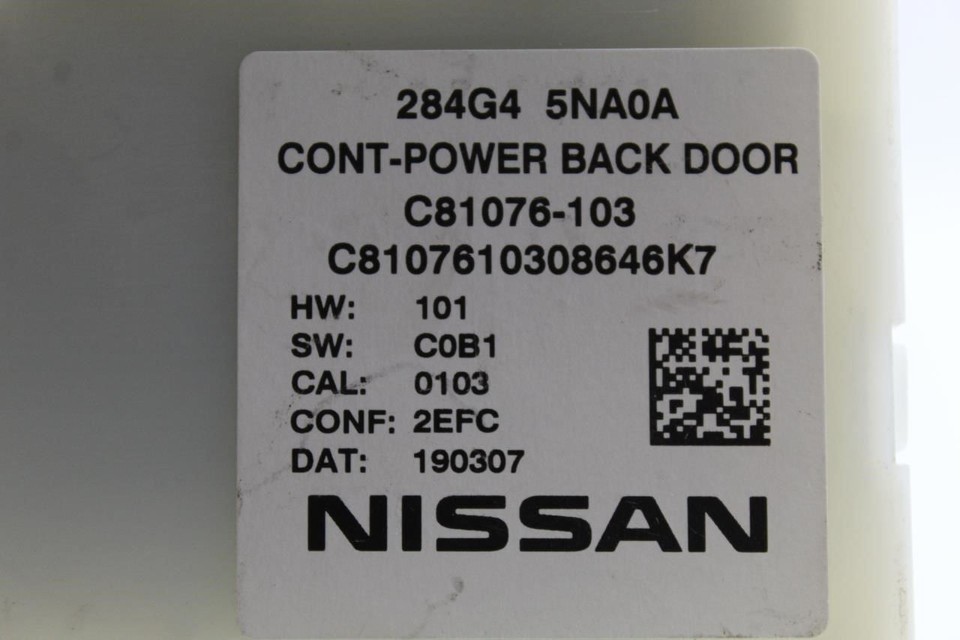 284G4 5NA0A
CONT-POWER BACK DOOR
C81076-103
C8107610308646K7
HW: 101
SW: C0B1
CAL: 0103
CONF: 2EFC
DAT: 190307
NISSAN